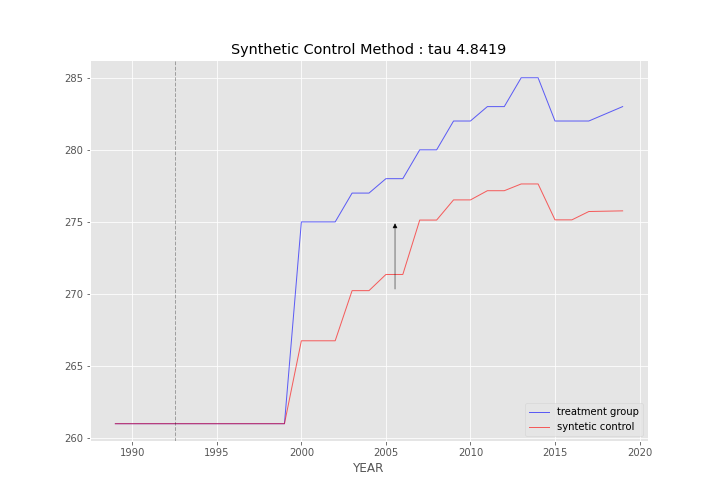 Synthetic Control Method : tau 4.8419
285
280
275
270
265
260
1990 1995 2000 2005 2010 2015 2020
YEAR
treatment group
syntetic control